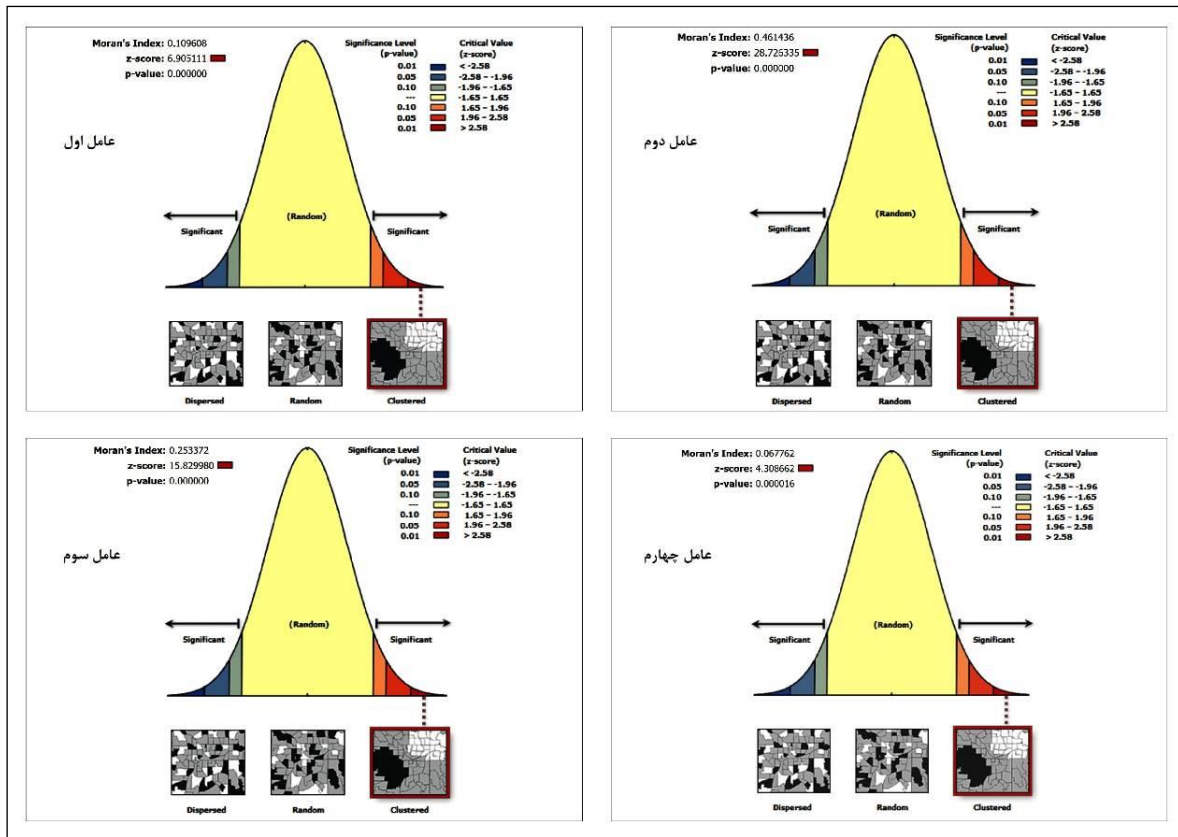 Moran's Index: 0.109608
z-score: 6.905111
p-value: 0.000000
Significance Level (p-value) Critical Value (z-score)
0.01 < -2.58
0.05 -2.58 – -1.96
0.10 -1.96 – -1.65
--- -1.65 – 1.65
0.10 1.65 – 1.96
0.05 1.96 – 2.58
0.01 > 2.58
عامل اول
(Random)
Significant Significant
Dispersed Random Clustered
Moran's Index: 0.461436
z-score: 28.726335
p-value: 0.000000
Significance Level (p-value) Critical Value (z-score)
0.01 < -2.58
0.05 -2.58 – -1.96
0.10 -1.96 – -1.65
--- -1.65 – 1.65
0.10 1.65 – 1.96
0.05 1.96 – 2.58
0.01 > 2.58
عامل دوم
(Random)
Significant Significant
Dispersed Random Clustered
Moran's Index: 0.253372
z-score: 15.829980
p-value: 0.000000
Significance Level (p-value) Critical Value (z-score)
0.01 < -2.58
0.05 -2.58 – -1.96
0.10 -1.96 – -1.65
--- -1.65 – 1.65
0.10 1.65 – 1.96
0.05 1.96 – 2.58
0.01 > 2.58
عامل سوم
(Random)
Significant Significant
Dispersed Random Clustered
Moran's Index: 0.067762
z-score: 4.308662
p-value: 0.000016
Significance Level (p-value) Critical Value (z-score)
0.01 < -2.58
0.05 -2.58 – -1.96
0.10 -1.96 – -1.65
--- -1.65 – 1.65
0.10 1.65 – 1.96
0.05 1.96 – 2.58
0.01 > 2.58
عامل چهارم
(Random)
Significant Significant
Dispersed Random Clustered